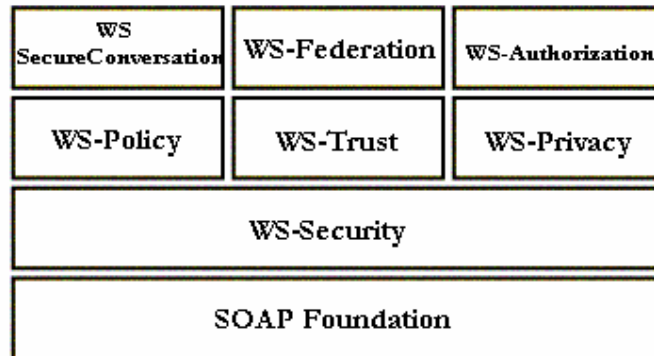 WS
SecureConversation
WS-Federation
WS-Authorization
WS-Policy
WS-Trust
WS-Privacy
WS-Security
SOAP Foundation